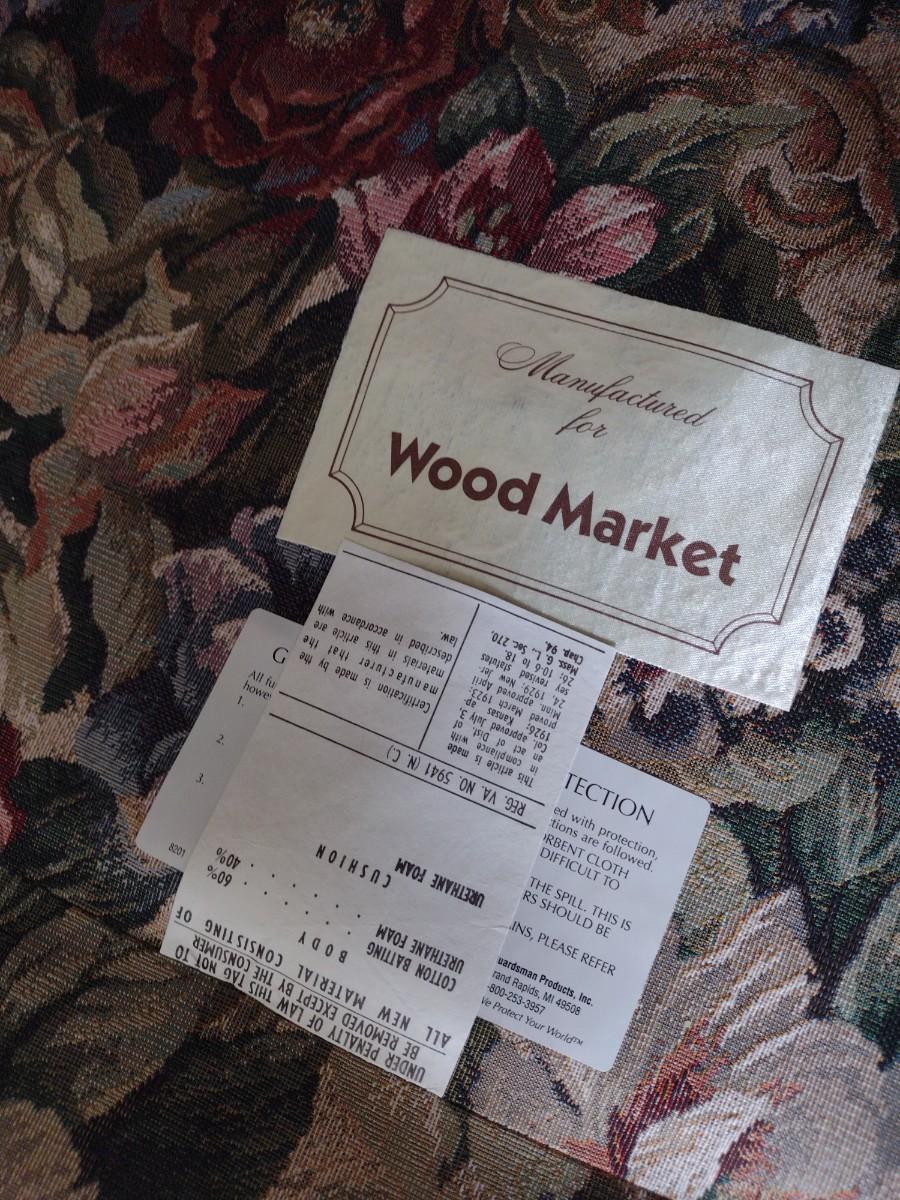 Manufactured
for
Wood Market
UNDER PENALTY OF LAW THIS TAG NOT TO
BE REMOVED EXCEPT BY THE CONSUMER
ALL NEW MATERIAL CONSISTING OF
BODY
COTTON BATTING . . . . 60%
URETHANE FOAM . . . . 40%
CUSHION
URETHANE FOAM
REG. VA. NO. 5941 (N. C.)
This article is made
in compliance with
an act of Dist. of
Col. approved July 3,
1926; Kansas ap-
proved March 1923;
Minn. approved April
24, 1929. New Jer-
sey Revised statutes
26; 10-6 to 18.
Mass. G. L. Sec. 270.
Chap. 94.
Certification is made by the
manufacturer that the
materials in this article are
described in accordance with
law.
G
All fu
howe
1.
2.
3.
8201
TECTION
ed with protection,
tions are followed.
RBENT CLOTH
DIFFICULT TO
THE SPILL. THIS IS
RS SHOULD BE
INS, PLEASE REFER
uardsman Products, Inc.
rand Rapids, MI 49508
-800-253-3957
We Protect Your World™